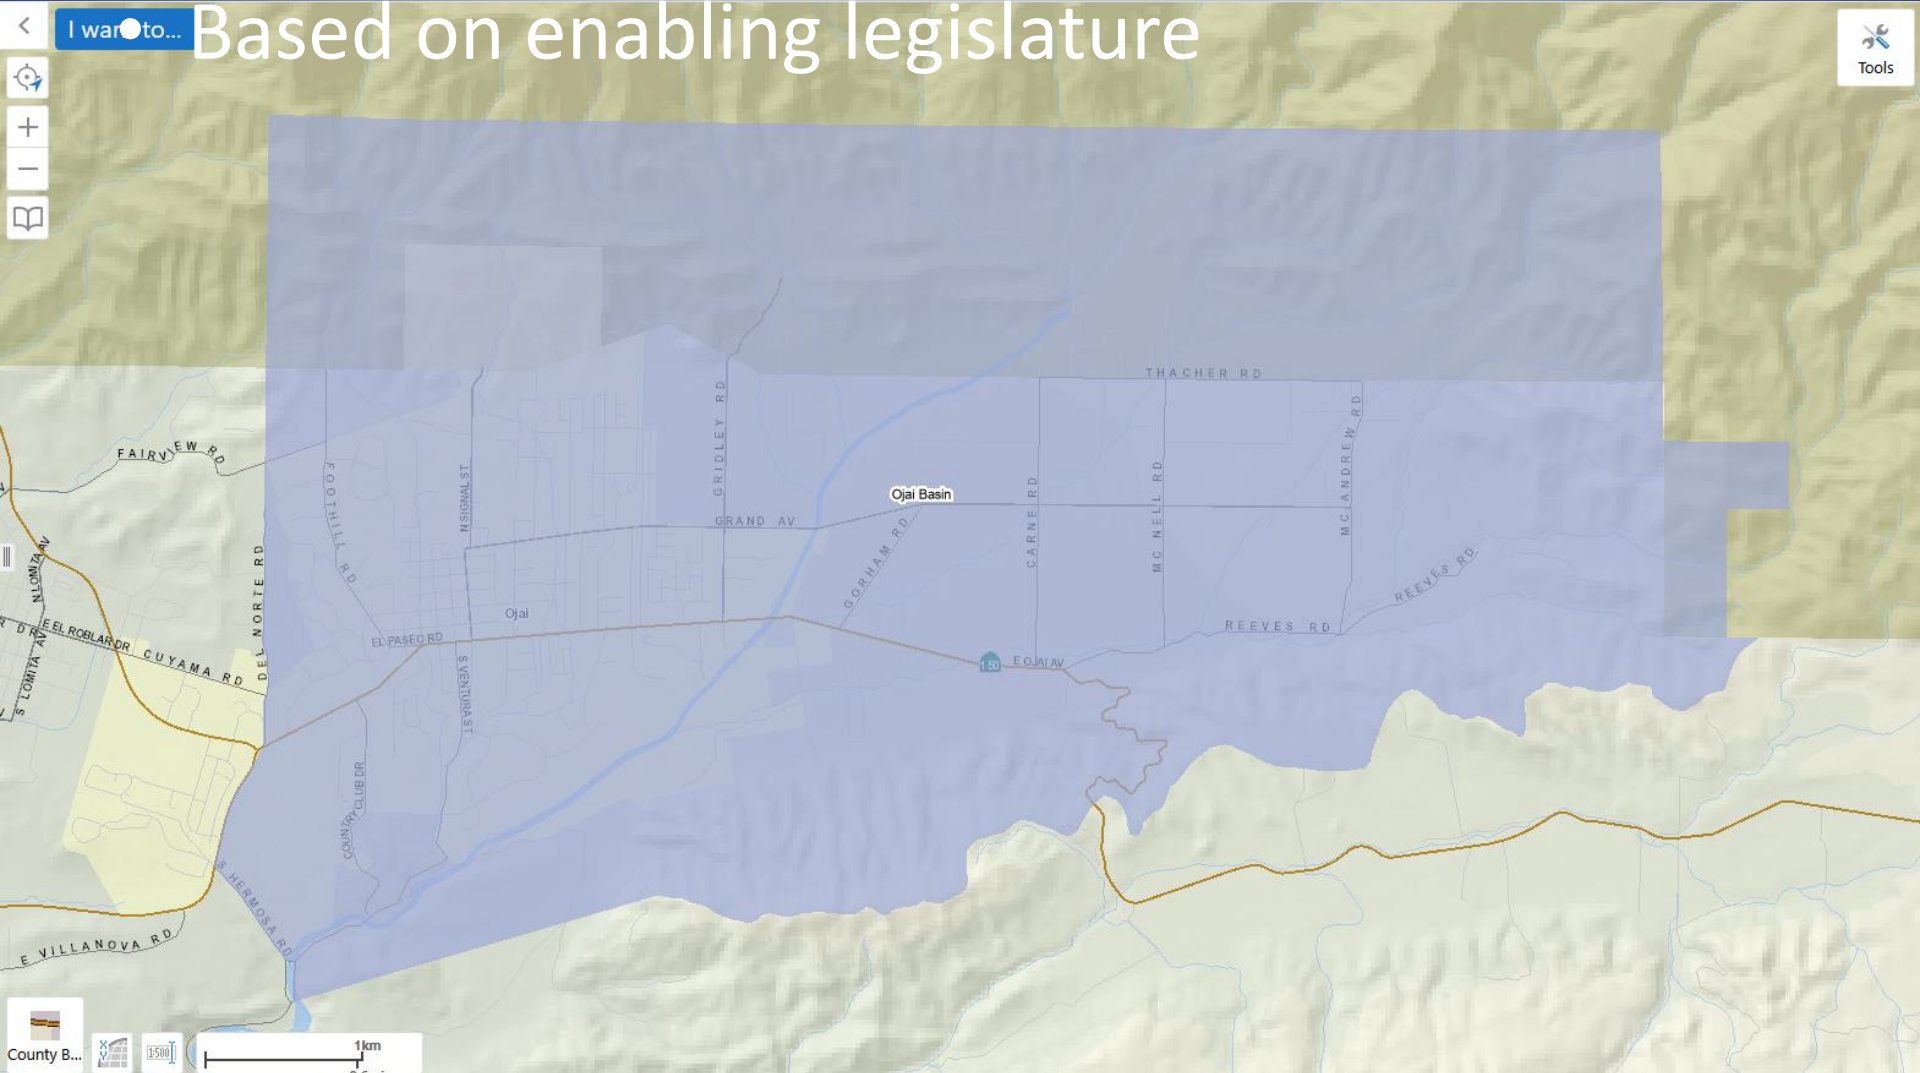 Based on enabling legislature
I want to...
Tools
THACHER RD
FAIRVIEW RD
GRIDLEY RD
MC ANDREW RD
FOOTHILL RD
N SIGNAL ST
Ojai Basin
GRAND AV
CARNE RD
MC NELL RD
GORHAM RD
REEVES RD
N LOMITA AV
DEL NORTE RD
Ojai
EL PASEO RD
REEVES RD
E EL ROBLAR DR
CUYAMA RD
S LOMITA AV
S VENTURA ST
150
E OJAI AV
COUNTRY CLUB DR
S HERMOSA RD
E VILLANOVA RD
County B...
1:500
1km